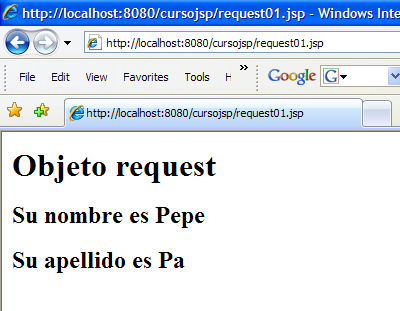 http://localhost:8080/cursojsp/request01.jsp - Windows Inte
http://localhost:8080/cursojsp/request01.jsp
File Edit View Favorites Tools H » Google G
http://localhost:8080/cursojsp/request01.jsp
Objeto request
Su nombre es Pepe
Su apellido es Pa